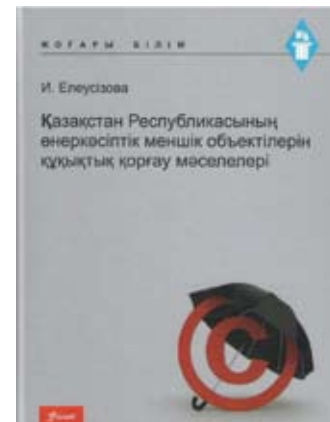 ЖОҒАРЫ БІЛІМ
И. Елеусізова
Қазақстан Республикасының
өнеркәсіптік меншік объектілерін
құқықтық қорғау мәселелері
C